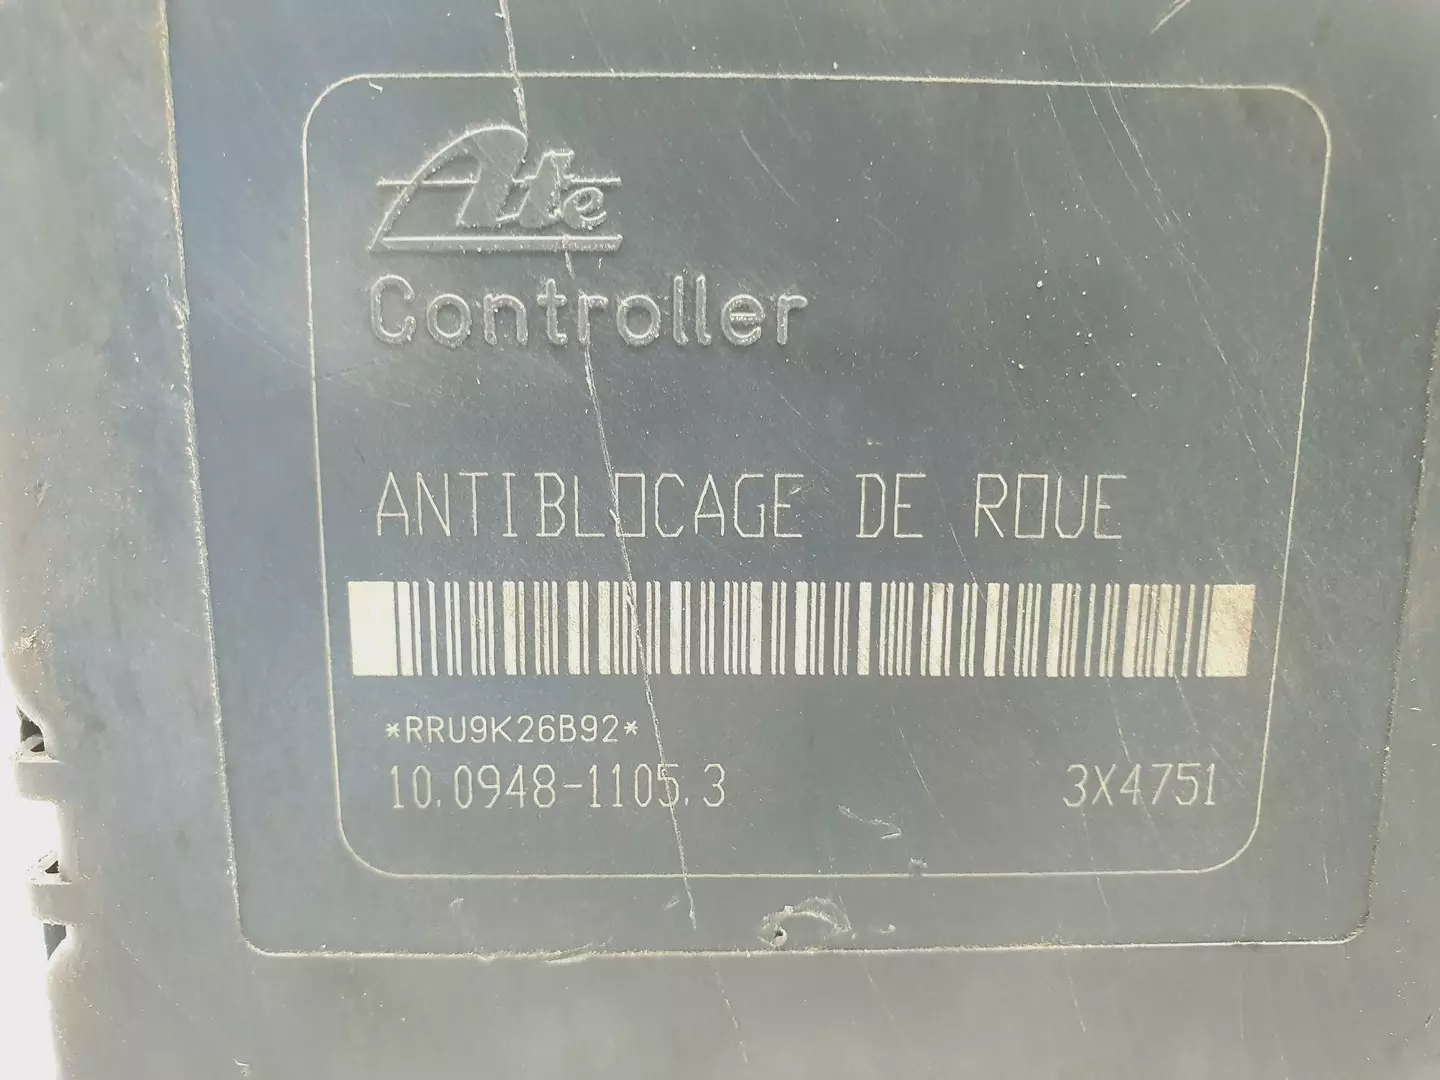 Ate
Controller
ANTIBLOCAGE DE ROUE
*RRU9K26B92*
10.0948-1105.3 3X4751